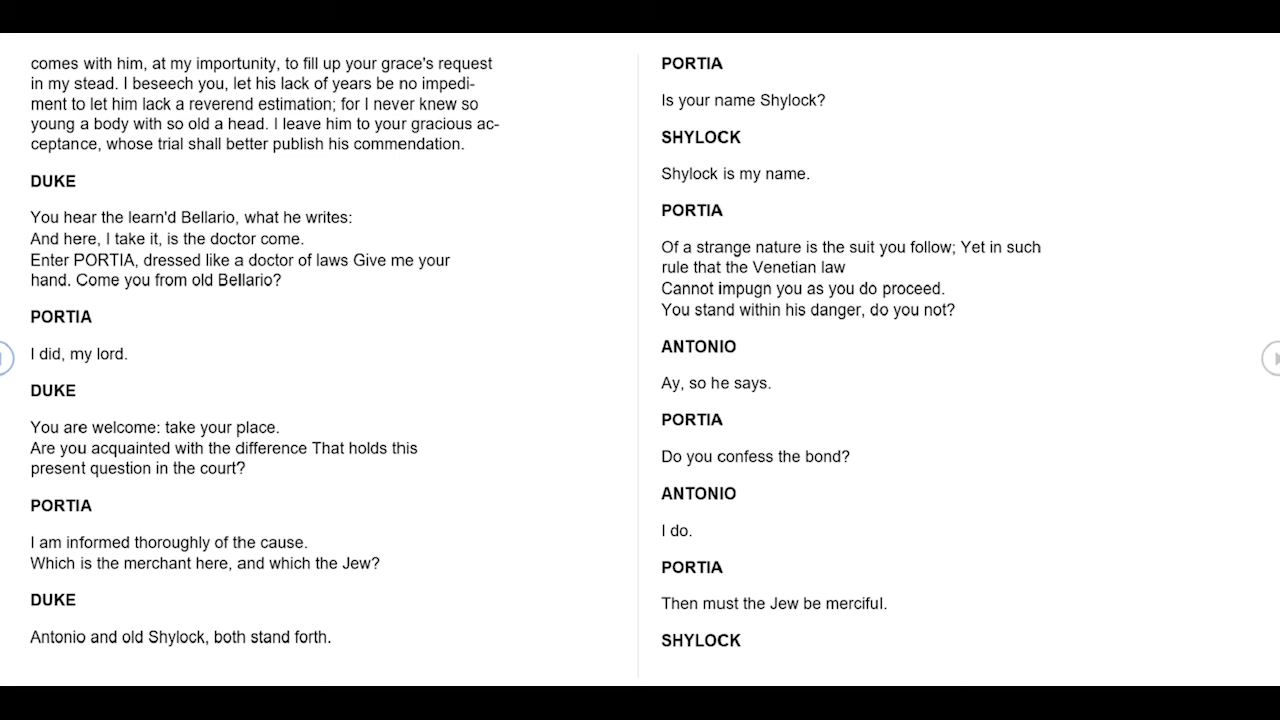 comes with him, at my importunity, to fill up your grace's request
in my stead. I beseech you, let his lack of years be no impedi-
ment to let him lack a reverend estimation; for I never knew so
young a body with so old a head. I leave him to your gracious ac-
ceptance, whose trial shall better publish his commendation.
DUKE
You hear the learn'd Bellario, what he writes:
And here, I take it, is the doctor come.
Enter PORTIA, dressed like a doctor of laws Give me your
hand. Come you from old Bellario?
PORTIA
I did, my lord.
DUKE
You are welcome: take your place.
Are you acquainted with the difference That holds this
present question in the court?
PORTIA
I am informed thoroughly of the cause.
Which is the merchant here, and which the Jew?
DUKE
Antonio and old Shylock, both stand forth.
PORTIA
Is your name Shylock?
SHYLOCK
Shylock is my name.
PORTIA
Of a strange nature is the suit you follow; Yet in such
rule that the Venetian law
Cannot impugn you as you do proceed.
You stand within his danger, do you not?
ANTONIO
Ay, so he says.
PORTIA
Do you confess the bond?
ANTONIO
I do.
PORTIA
Then must the Jew be merciful.
SHYLOCK